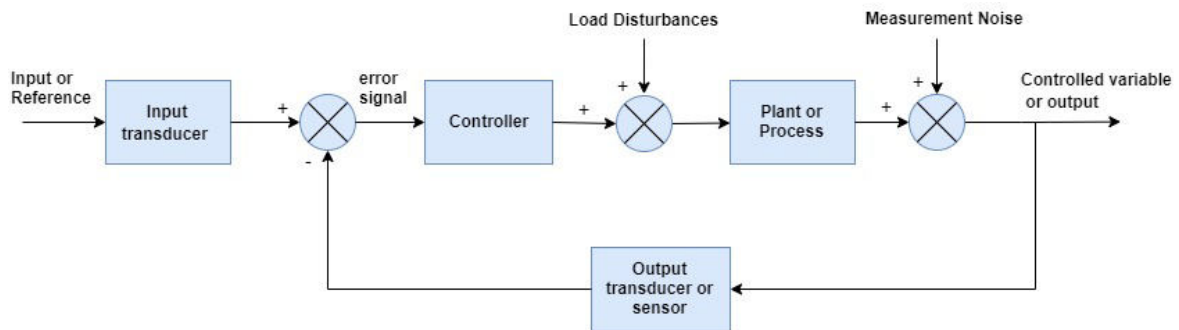 Load Disturbances
Measurement Noise
Input or
Reference
Input
transducer
+
-
error
signal
Controller
+
+
Plant or
Process
+
+
Controlled variable
or output
Output
transducer or
sensor